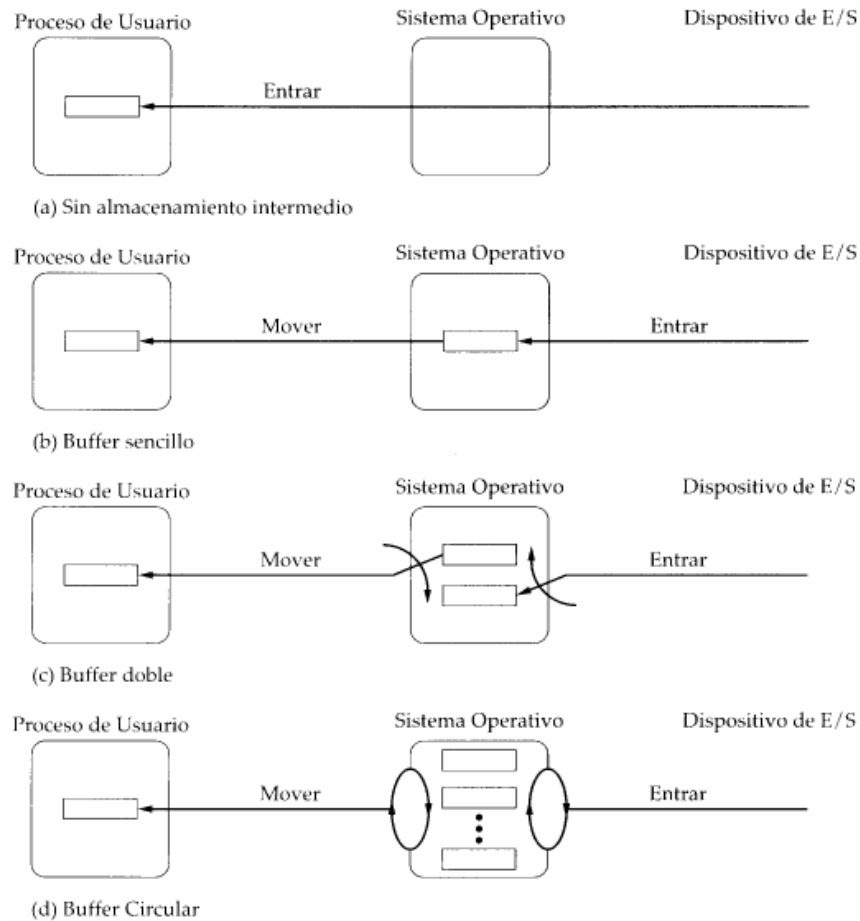 Proceso de Usuario
Sistema Operativo
Dispositivo de E/S
Entrar
(a) Sin almacenamiento intermedio
Proceso de Usuario
Sistema Operativo
Dispositivo de E/S
Mover
Entrar
(b) Buffer sencillo
Proceso de Usuario
Sistema Operativo
Dispositivo de E/S
Mover
Entrar
(c) Buffer doble
Proceso de Usuario
Sistema Operativo
Dispositivo de E/S
Mover
Entrar
(d) Buffer Circular